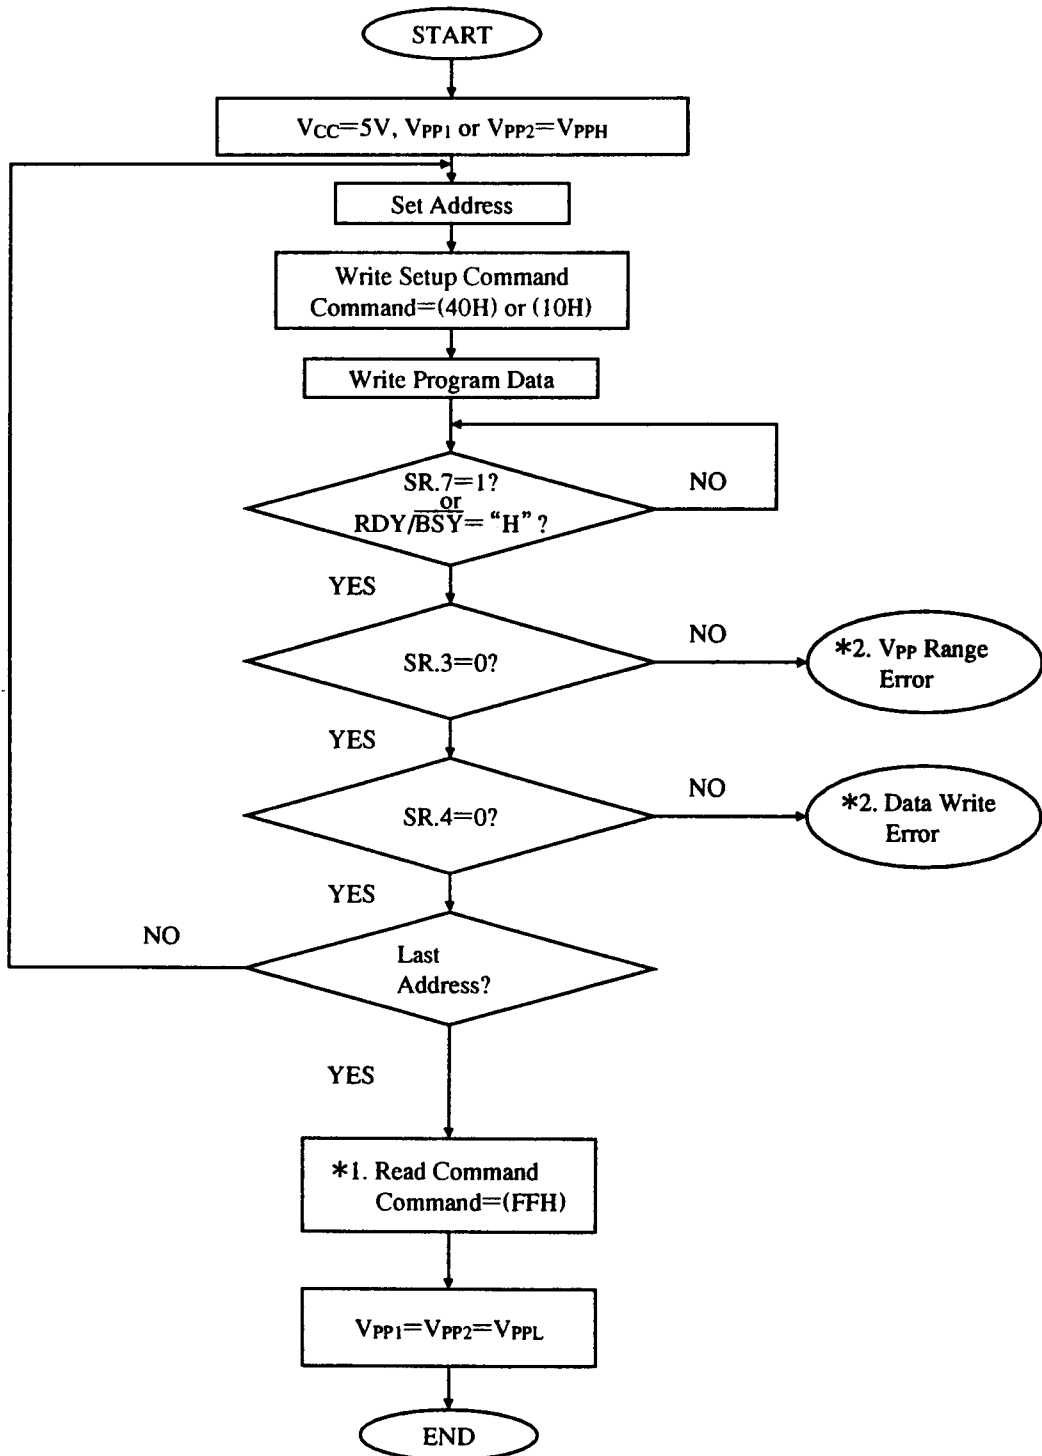 START
VCC=5V, VPP1 or VPP2=VPPH
Set Address
Write Setup Command
Command=(40H) or (10H)
Write Program Data
SR.7=1?
or
RDY/B̅S̅Y̅= “H” ?
NO
YES
SR.3=0?
NO
*2. VPP Range
Error
YES
SR.4=0?
NO
*2. Data Write
Error
YES
Last
Address?
NO
YES
*1. Read Command
Command=(FFH)
VPP1=VPP2=VPPL
END